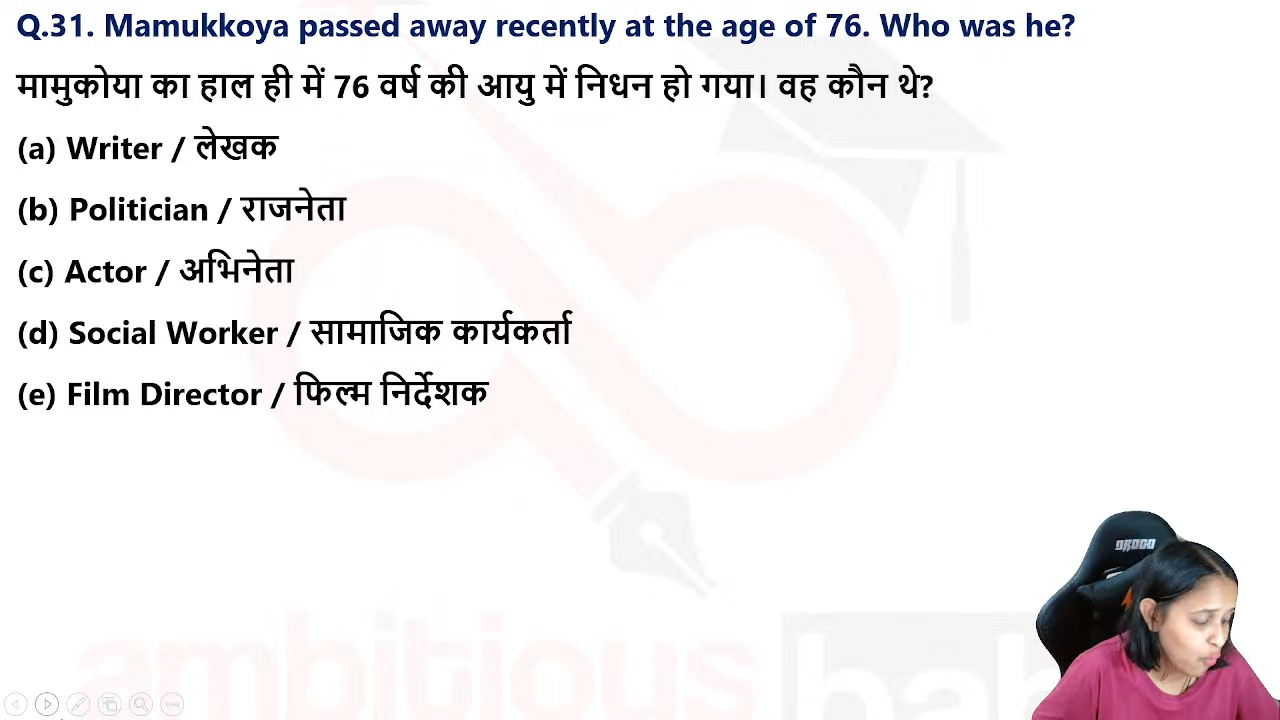 Q.31. Mamukkoya passed away recently at the age of 76. Who was he?
मामुकोया का हाल ही में 76 वर्ष की आयु में निधन हो गया। वह कौन थे?
(a) Writer / लेखक
(b) Politician / राजनेता
(c) Actor / अभिनेता
(d) Social Worker / सामाजिक कार्यकर्ता
(e) Film Director / फिल्म निर्देशक
ambitious